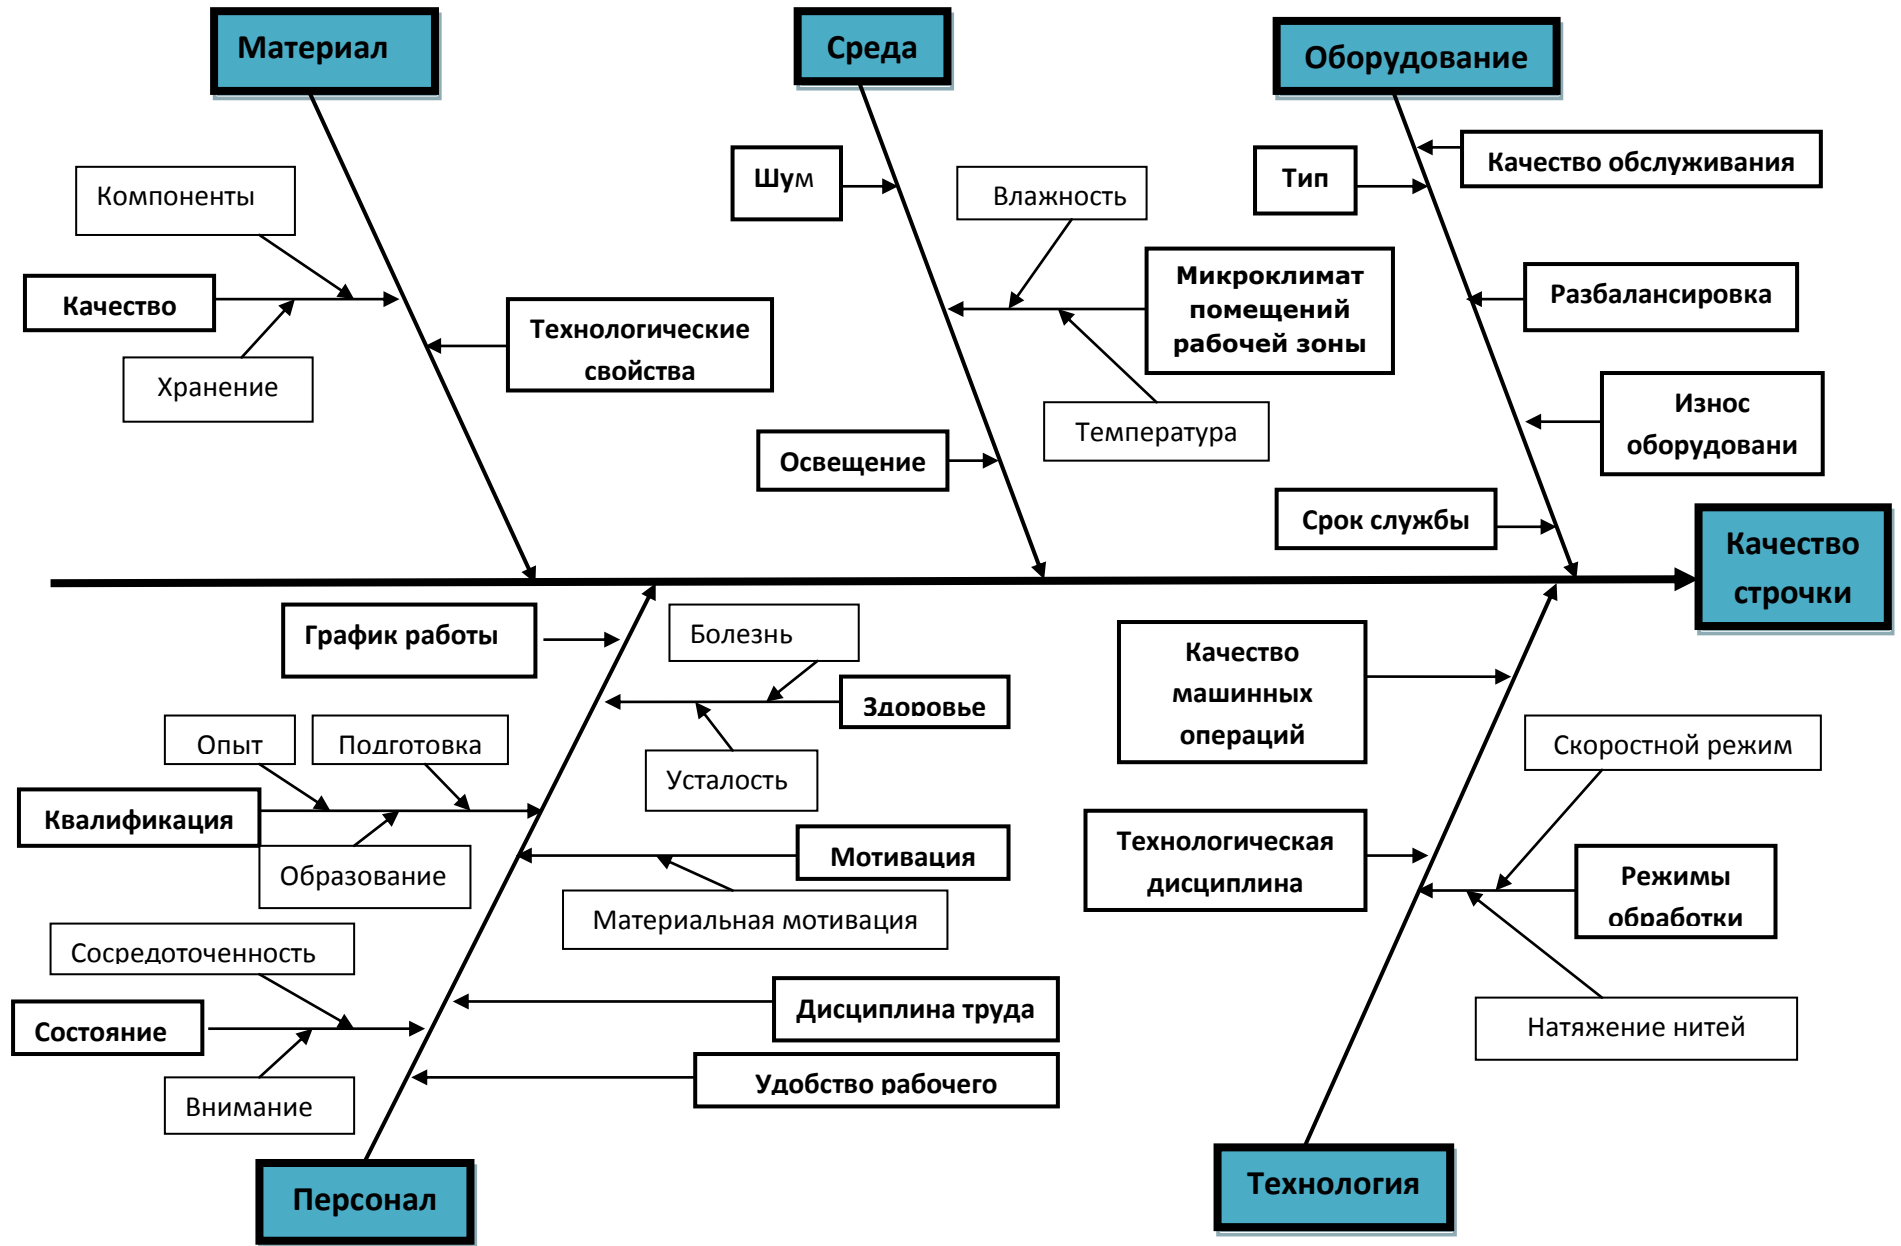 Материал
Среда
Оборудование
Качество обслуживания
Шум
Тип
Компоненты
Влажность
Микроклимат
помещений
рабочей зоны
Качество
Разбалансировка
Технологические
свойства
Хранение
Износ
оборудовани
Температура
Освещение
Срок службы
Качество
строчки
График работы
Болезнь
Качество
машинных
операций
Здоровье
Опыт
Подготовка
Скоростной режим
Усталость
Квалификация
Технологическая
дисциплина
Мотивация
Образование
Режимы
обработки
Материальная мотивация
Сосредоточенность
Дисциплина труда
Натяжение нитей
Состояние
Удобство рабочего
Внимание
Персонал
Технология